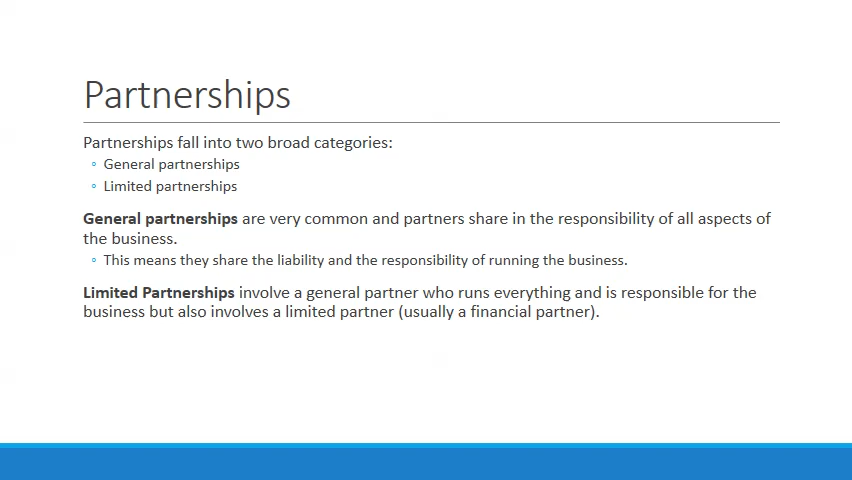 Partnerships
Partnerships fall into two broad categories:
◦ General partnerships
◦ Limited partnerships
General partnerships are very common and partners share in the responsibility of all aspects of
the business.
◦ This means they share the liability and the responsibility of running the business.
Limited Partnerships involve a general partner who runs everything and is responsible for the
business but also involves a limited partner (usually a financial partner).